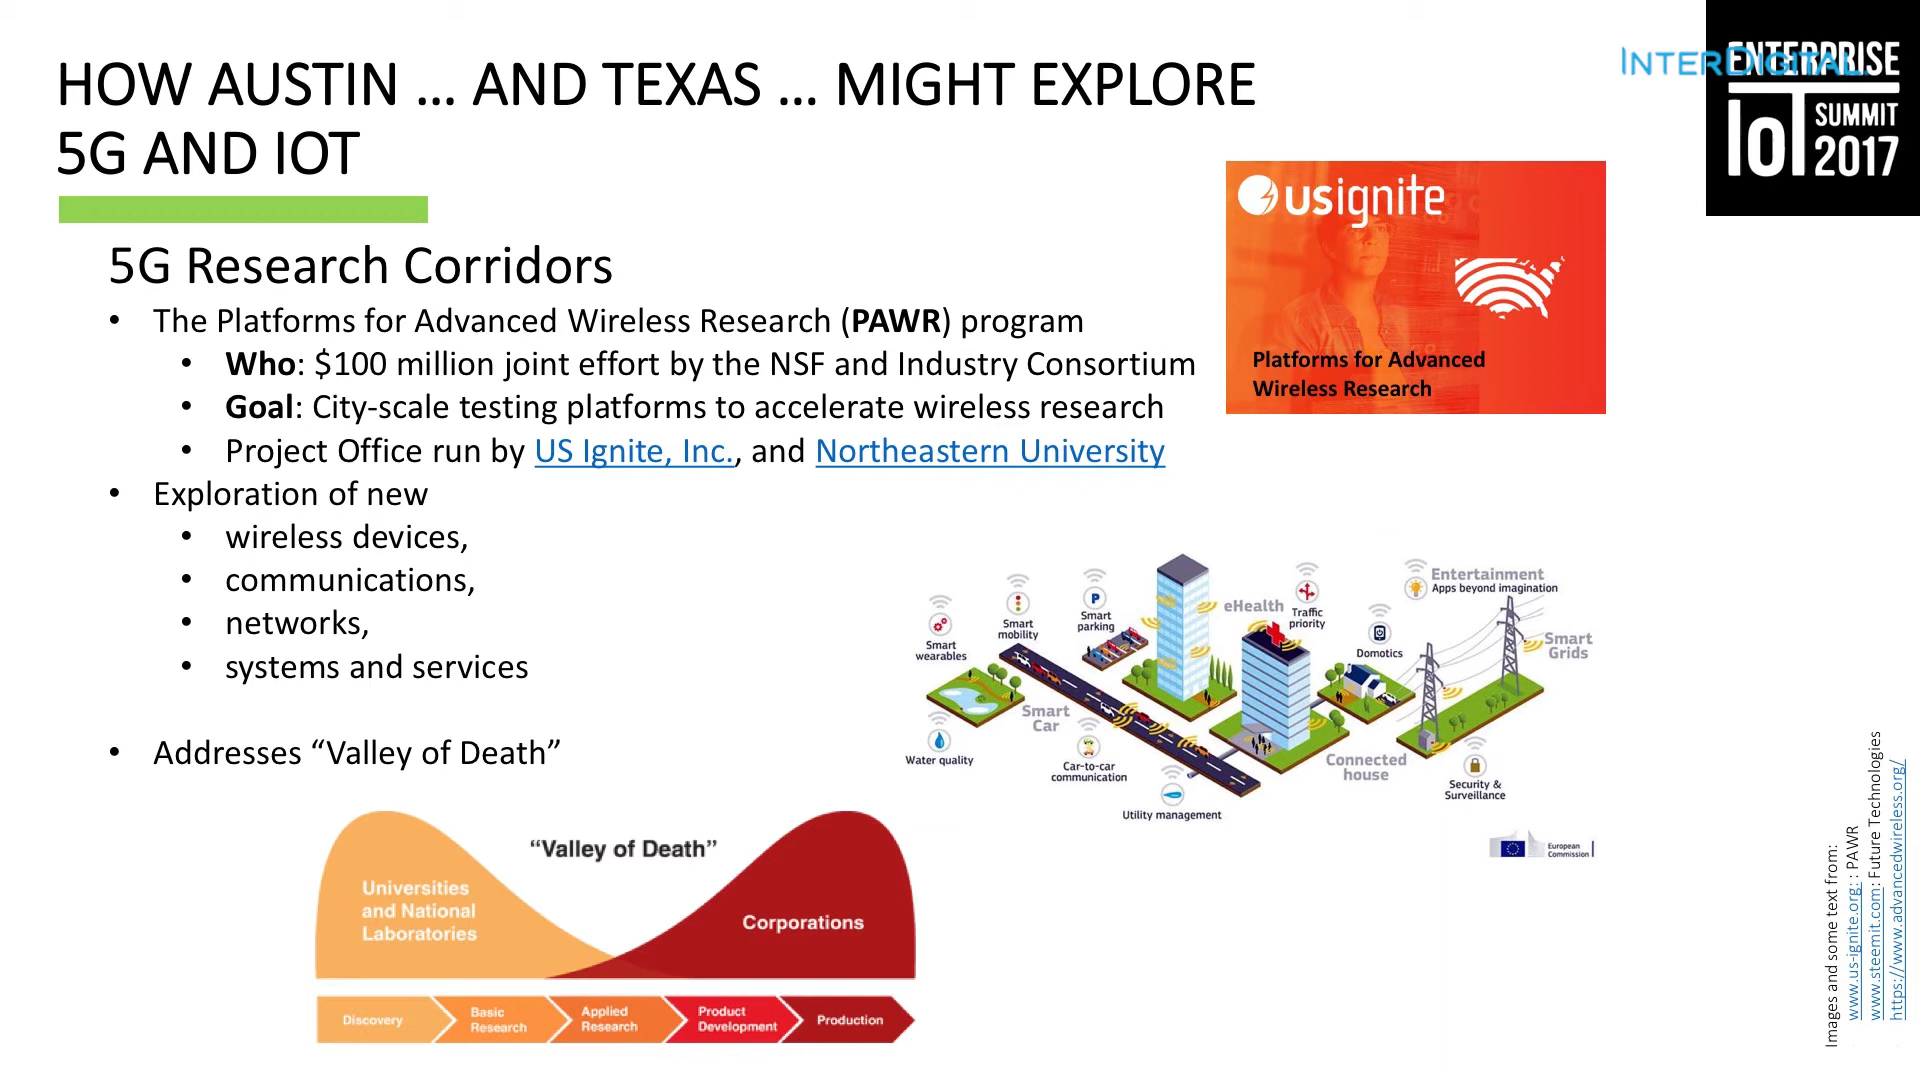 HOW AUSTIN ... AND TEXAS ... MIGHT EXPLORE
5G AND IOT
INTERDIGITAL
ENTERPRISE
IoT
SUMMIT
2017
usignite
Platforms for Advanced
Wireless Research
5G Research Corridors
• The Platforms for Advanced Wireless Research (PAWR) program
• Who: $100 million joint effort by the NSF and Industry Consortium
• Goal: City-scale testing platforms to accelerate wireless research
• Project Office run by US Ignite, Inc., and Northeastern University
• Exploration of new
• wireless devices,
• communications,
• networks,
• systems and services
• Addresses “Valley of Death”
Smart
wearables
Smart
mobility
P
Smart
parking
eHealth
Traffic
priority
Domotics
Entertainment
Apps beyond imagination
Smart
Grids
Water quality
Smart
Car
Car-to-car
communication
Utility management
Connected
house
Security &
Surveillance
European
Commission
“Valley of Death”
Universities
and National
Laboratories
Corporations
Discovery
Basic
Research
Applied
Research
Product
Development
Production
Images and some text from:
www.us-ignite.org: : PAWR
www.steemit.com: Future Technologies
https://www.advancedwireless.org/